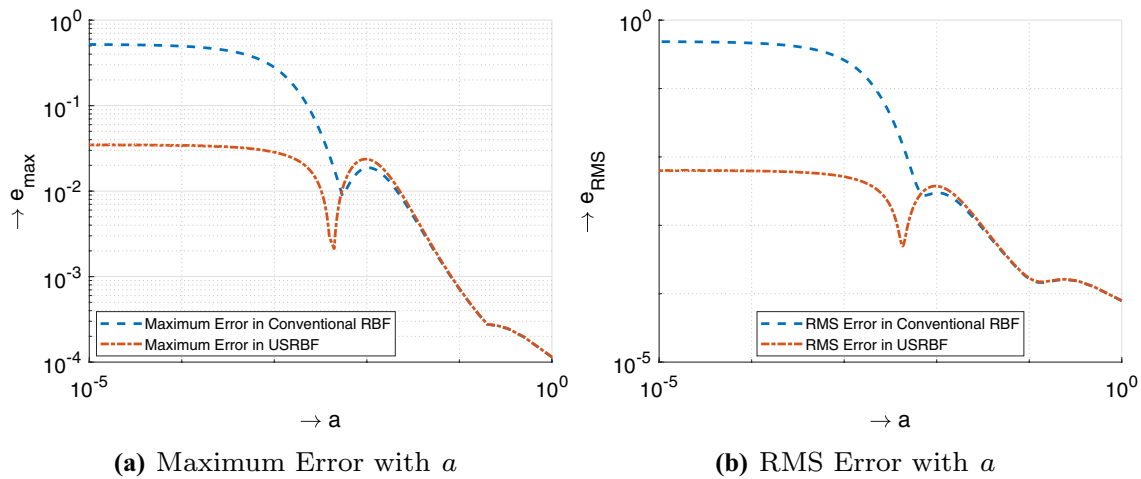 10^0
10^-1
10^-2
10^-3
10^-4
→ e_max
Maximum Error in Conventional RBF
Maximum Error in USRBF
10^-5
10^0
→ a
(a) Maximum Error with a
10^0
10^-5
→ e_RMS
RMS Error in Conventional RBF
RMS Error in USRBF
10^-5
10^0
→ a
(b) RMS Error with a